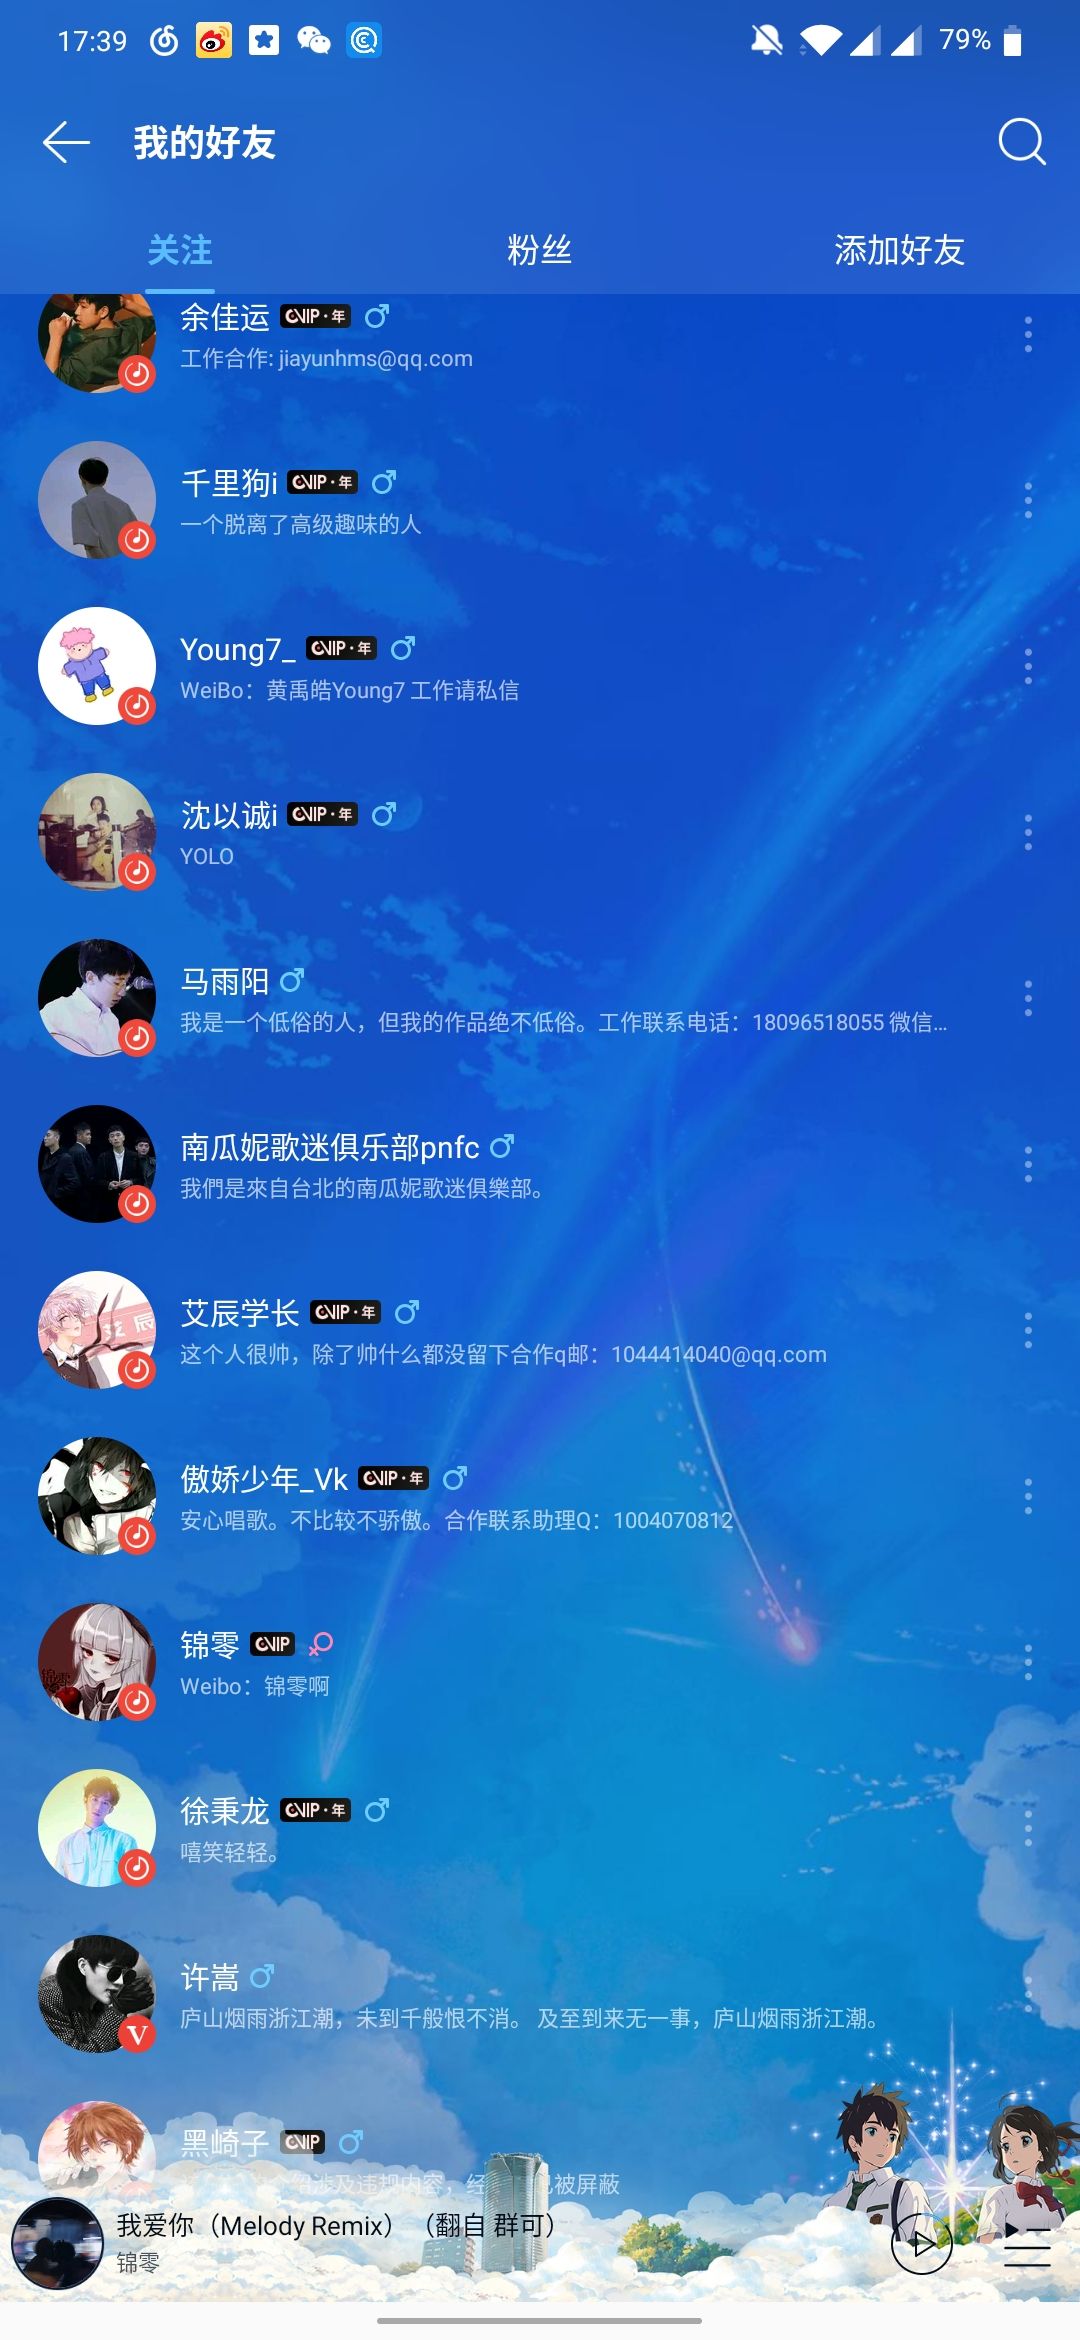 17:39
79%
我的好友
关注
粉丝
添加好友
余佳运 VIP·年
工作合作: jiayunhms@qq.com
千里狗i VIP·年
一个脱离了高级趣味的人
Young7_ VIP·年
WeiBo：黄禹皓Young7 工作请私信
沈以诚i VIP·年
YOLO
马雨阳
我是一个低俗的人，但我的作品绝不低俗。工作联系电话：18096518055 微信...
南瓜妮歌迷俱乐部pnfc
我們是來自台北的南瓜妮歌迷俱樂部。
艾辰学长 VIP·年
这个人很帅，除了帅什么都没留下合作q邮：1044414040@qq.com
傲娇少年_Vk VIP·年
安心唱歌。不比较不骄傲。合作联系助理Q：1004070812
锦零 VIP
Weibo：锦零啊
徐秉龙 VIP·年
嘻笑轻轻。
许嵩
V
庐山烟雨浙江潮，未到千般恨不消。 及至到来无一事，庐山烟雨浙江潮。
黑崎子 VIP
介绍涉及违规内容，经 已被屏蔽
我爱你（Melody Remix）（翻自 群可）
锦零